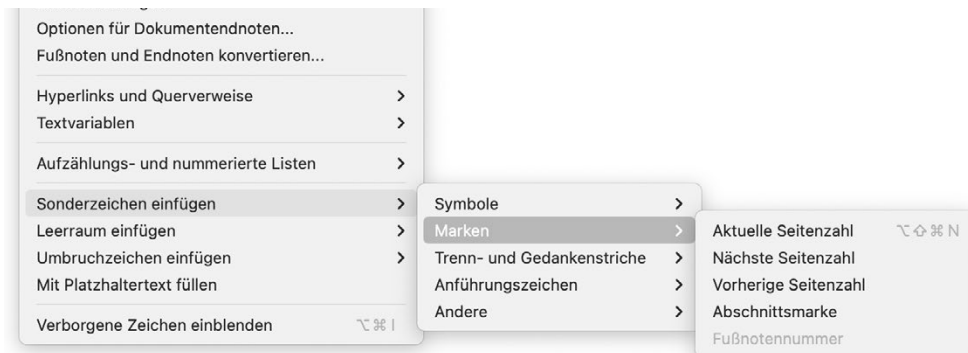 Optionen für Dokumentendnoten...
Fußnoten und Endnoten konvertieren...
Hyperlinks und Querverweise
Textvariablen
Aufzählungs- und nummerierte Listen
Sonderzeichen einfügen
Leerraum einfügen
Umbruchzeichen einfügen
Mit Platzhaltertext füllen
Verborgene Zeichen einblenden ⌥⌘I
Symbole
Marken
Trenn- und Gedankenstriche
Anführungszeichen
Andere
Aktuelle Seitenzahl ⌥⇧⌘N
Nächste Seitenzahl
Vorherige Seitenzahl
Abschnittsmarke
Fußnotennummer